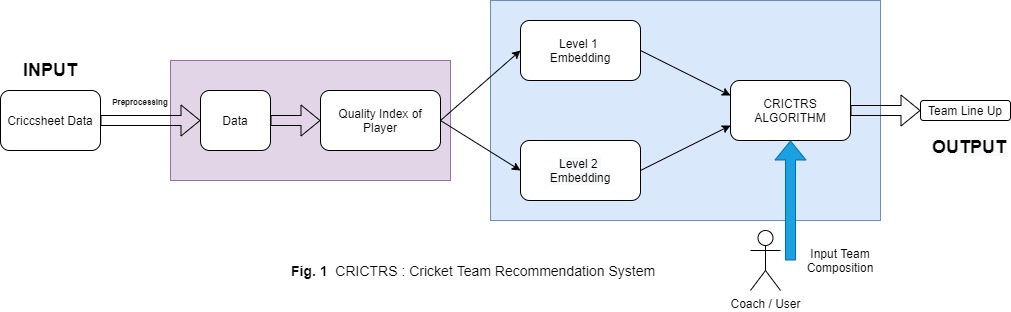 INPUT
Criccsheet Data
Preprocessing
Data
Quality Index of
Player
Level 1
Embedding
Level 2
Embedding
CRICTRS
ALGORITHM
Team Line Up
OUTPUT
Input Team
Composition
Coach / User
Fig. 1 CRICTRS : Cricket Team Recommendation System